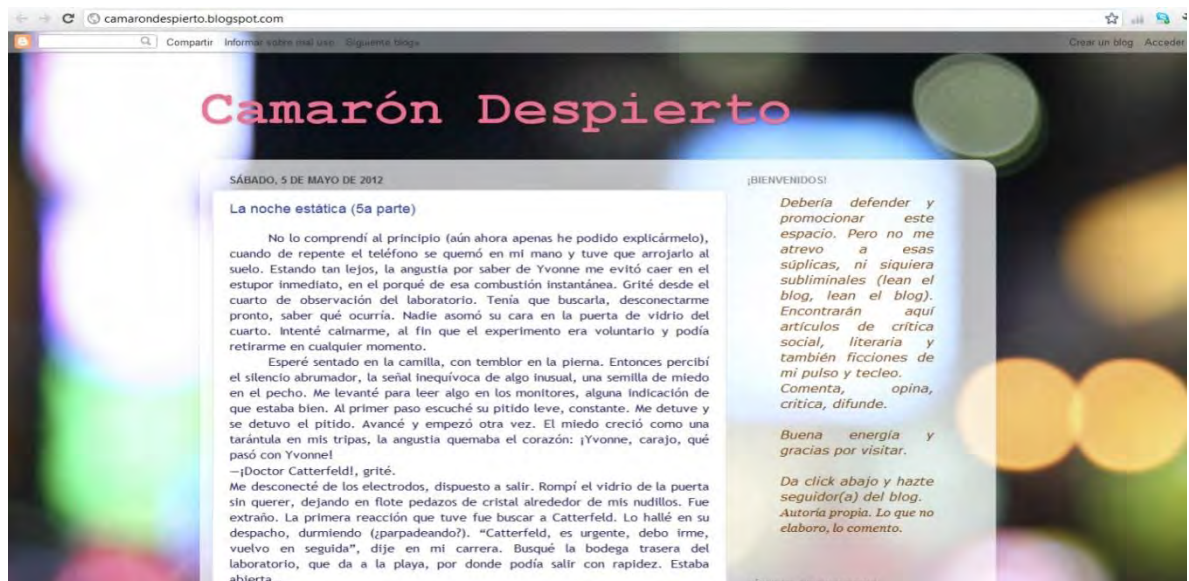 camarondespierto.blogspot.com
Compartir Informar sobre mal uso Siguiente blog»
Crear un blog Acceder
Camarón Despierto
SÁBADO, 5 DE MAYO DE 2012
La noche estática (5a parte)
No lo comprendí al principio (aún ahora apenas he podido explicármelo),
cuando de repente el teléfono se quemó en mi mano y tuve que arrojarlo al
suelo. Estando tan lejos, la angustia por saber de Yvonne me evitó caer en el
estupor inmediato, en el porqué de esa combustión instantánea. Grité desde el
cuarto de observación del laboratorio. Tenía que buscarla, desconectarme
pronto, saber qué ocurría. Nadie asomó su cara en la puerta de vidrio del
cuarto. Intenté calmarme, al fin que el experimento era voluntario y podía
retirarme en cualquier momento.
Esperé sentado en la camilla, con temblor en la pierna. Entonces percibí
el silencio abrumador, la señal inequívoca de algo inusual, una semilla de miedo
en el pecho. Me levanté para leer algo en los monitores, alguna indicación de
que estaba bien. Al primer paso escuché su pitido leve, constante. Me detuve y
se detuvo el pitido. Avancé y empezó otra vez. El miedo creció como una
tarántula en mis tripas, la angustia quemaba el corazón: ¡Yvonne, carajo, qué
pasó con Yvonne!
—¡Doctor Catterfeld!, grité.
Me desconecté de los electrodos, dispuesto a salir. Rompí el vidrio de la puerta
sin querer, dejando en flote pedazos de cristal alrededor de mis nudillos. Fue
extraño. La primera reacción que tuve fue buscar a Catterfeld. Lo hallé en su
despacho, durmiendo (¿parpadeando?). “Catterfeld, es urgente, debo irme,
vuelvo en seguida”, dije en mi carrera. Busqué la bodega trasera del
laboratorio, que da a la playa, por donde podía salir con rapidez. Estaba
abierta.
¡BIENVENIDOS!
Debería defender y
promocionar este
espacio. Pero no me
atrevo a esas
súplicas, ni siquiera
subliminales (lean el
blog, lean el blog).
Encontrarán aquí
artículos de crítica
social, literaria y
también ficciones de
mi pulso y tecleo.
Comenta, opina,
critica, difunde.
Buena energía y
gracias por visitar.
Da click abajo y hazte
seguidor(a) del blog.
Autoría propia. Lo que no
elaboro, lo comento.